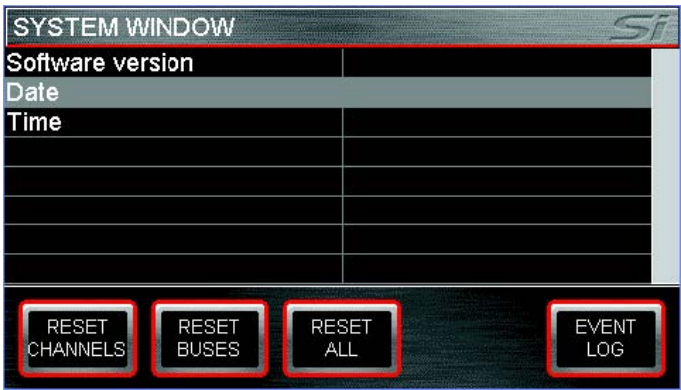 SYSTEM WINDOW Si
Software version
Date
Time
RESET CHANNELS
RESET BUSES
RESET ALL
EVENT LOG